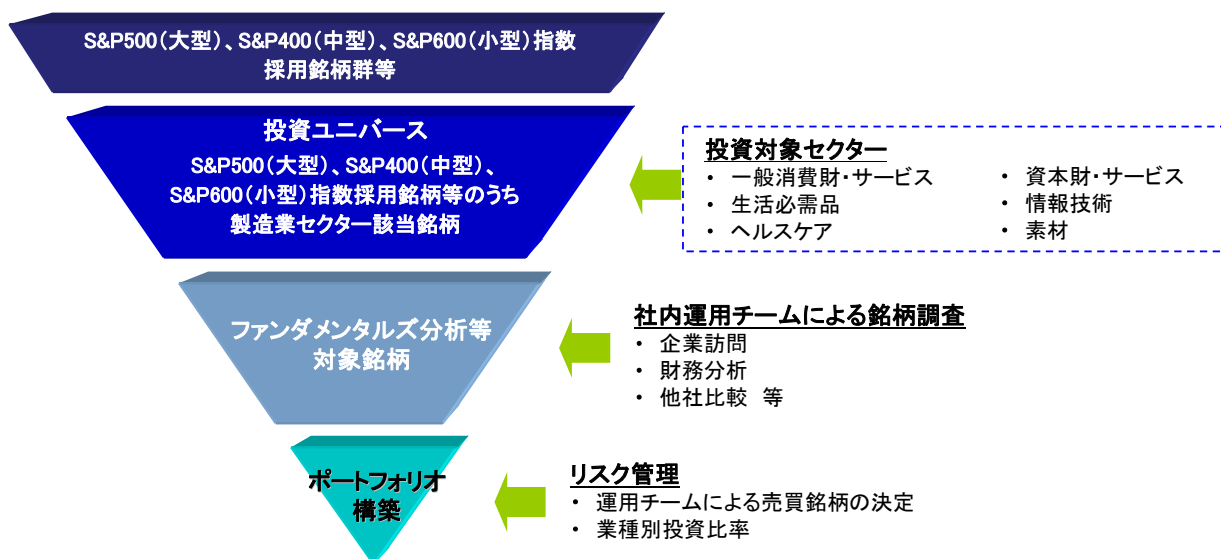 S&P500(大型)、S&P400(中型)、S&P600(小型)指数
採用銘柄群等
投資ユニバース
S&P500(大型)、S&P400(中型)、
S&P600(小型)指数採用銘柄等のうち
製造業セクター該当銘柄
投資対象セクター
・ 一般消費財・サービス
・ 生活必需品
・ ヘルスケア
・ 資本財・サービス
・ 情報技術
・ 素材
ファンダメンタルズ分析等
対象銘柄
社内運用チームによる銘柄調査
・ 企業訪問
・ 財務分析
・ 他社比較 等
ポートフォリオ
構築
リスク管理
・ 運用チームによる売買銘柄の決定
・ 業種別投資比率